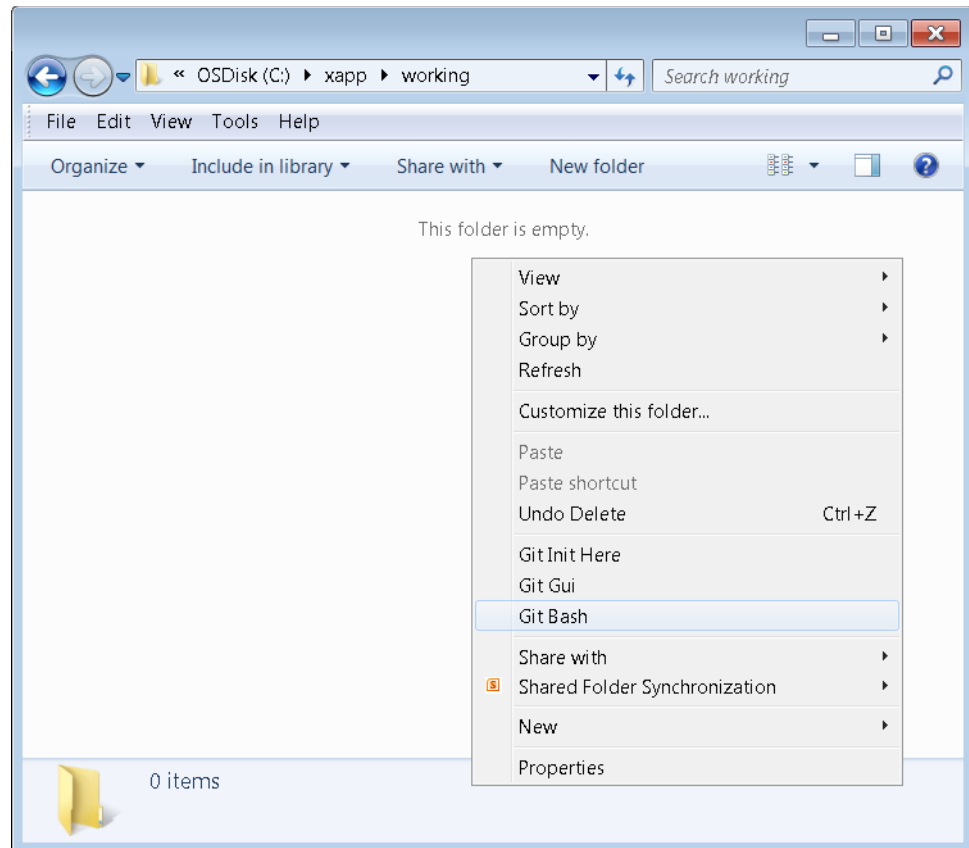 « OSDisk (C:) ▸ xapp ▸ working
Search working
File Edit View Tools Help
Organize Include in library Share with New folder
This folder is empty.
View
Sort by
Group by
Refresh
Customize this folder...
Paste
Paste shortcut
Undo Delete Ctrl+Z
Git Init Here
Git Gui
Git Bash
Share with
S Shared Folder Synchronization
New
Properties
0 items